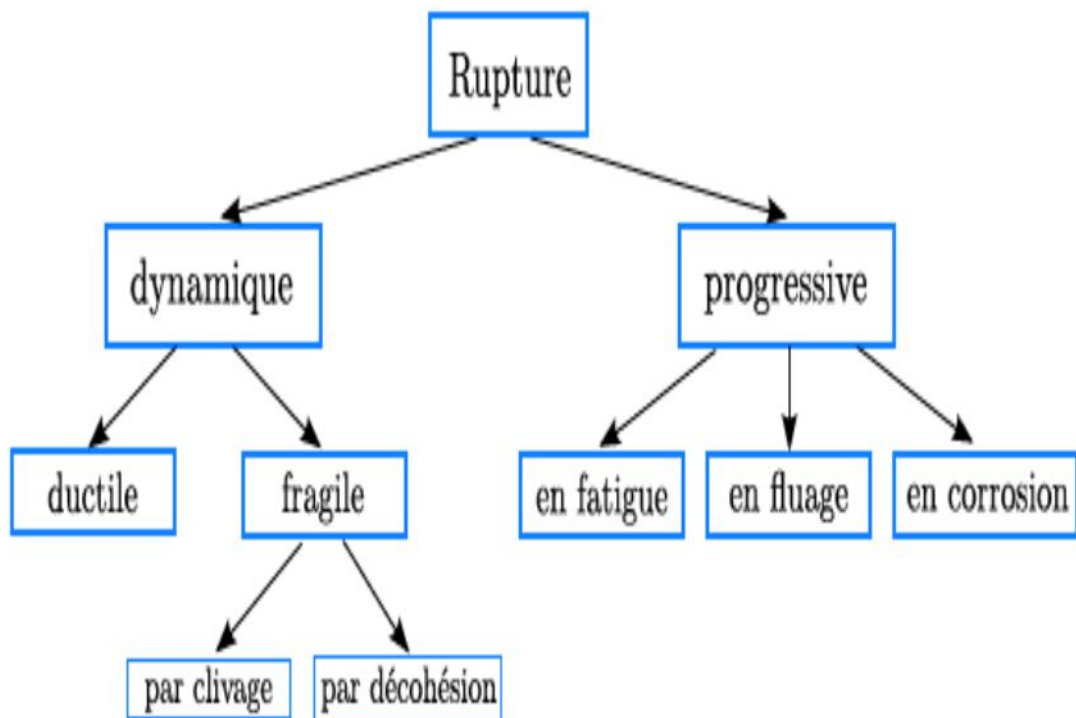 Rupture
dynamique
progressive
ductile
fragile
en fatigue
en fluage
en corrosion
par clivage
par décohésion